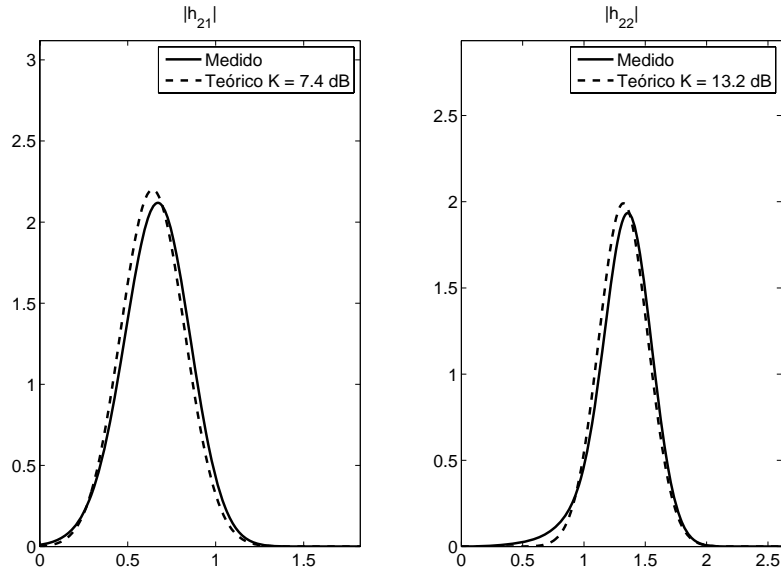 |h21|
Medido
Teórico K = 7.4 dB
3
2.5
2
1.5
1
0.5
0
0 0.5 1 1.5
|h22|
Medido
Teórico K = 13.2 dB
2.5
2
1.5
1
0.5
0
0 0.5 1 1.5 2 2.5